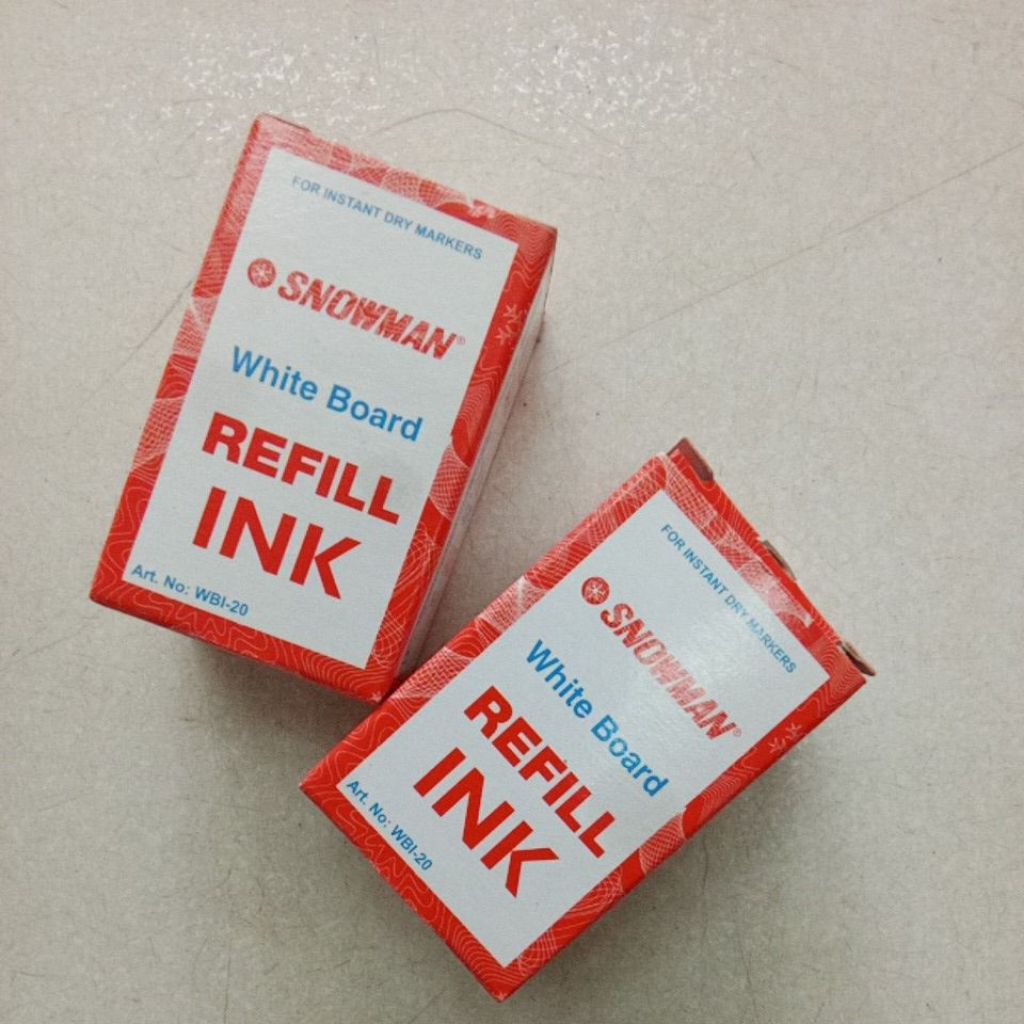 FOR INSTANT DRY MARKERS
SNOWMAN®
White Board
REFILL
INK
Art. No: WBI-20
FOR INSTANT DRY MARKERS
SNOWMAN®
White Board
REFILL
INK
Art. No: WBI-20